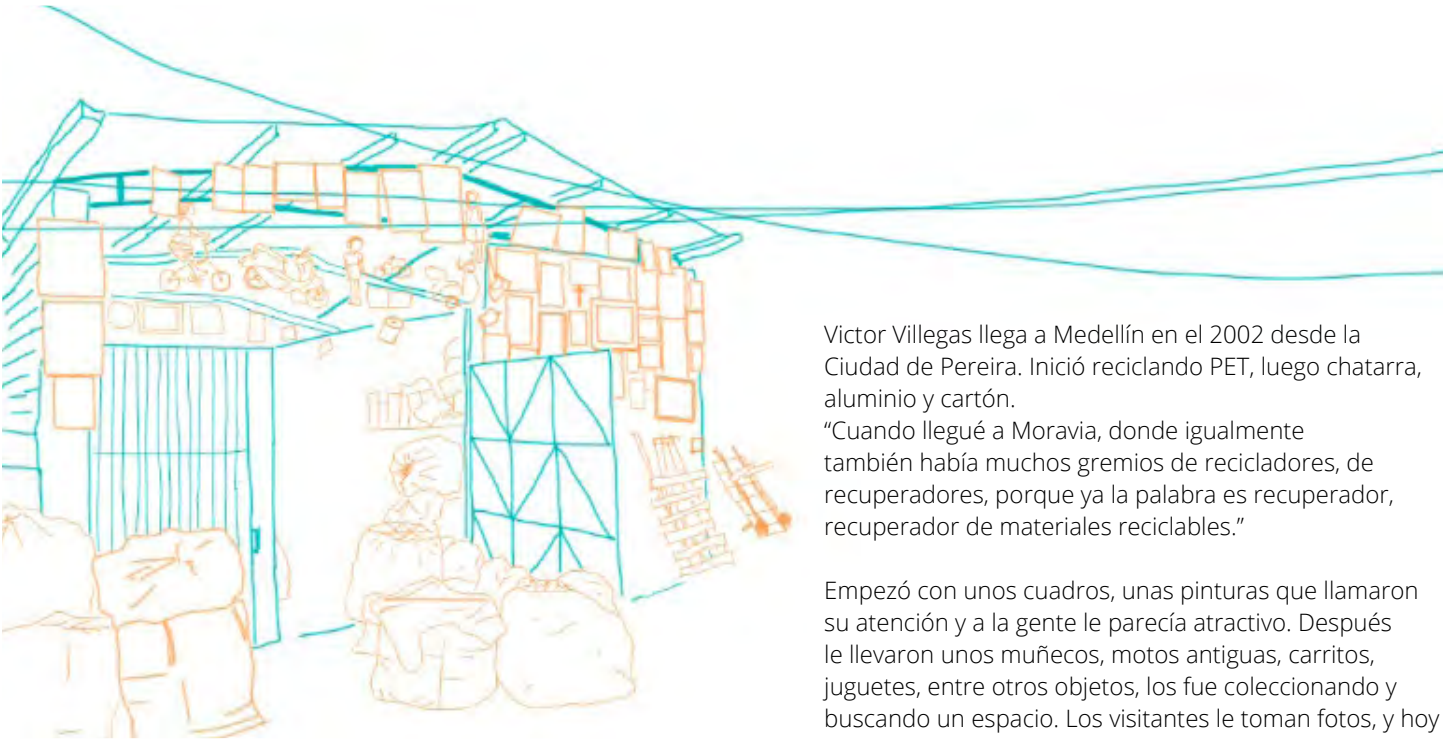 Victor Villegas llega a Medellín en el 2002 desde la
Ciudad de Pereira. Inició reciclando PET, luego chatarra,
aluminio y cartón.
“Cuando llegué a Moravia, donde igualmente
también había muchos gremios de recicladores, de
recuperadores, porque ya la palabra es recuperador,
recuperador de materiales reciclables.”
Empezó con unos cuadros, unas pinturas que llamaron
su atención y a la gente le parecía atractivo. Después
le llevaron unos muñecos, motos antiguas, carritos,
juguetes, entre otros objetos, los fue coleccionando y
buscando un espacio. Los visitantes le toman fotos, y hoy